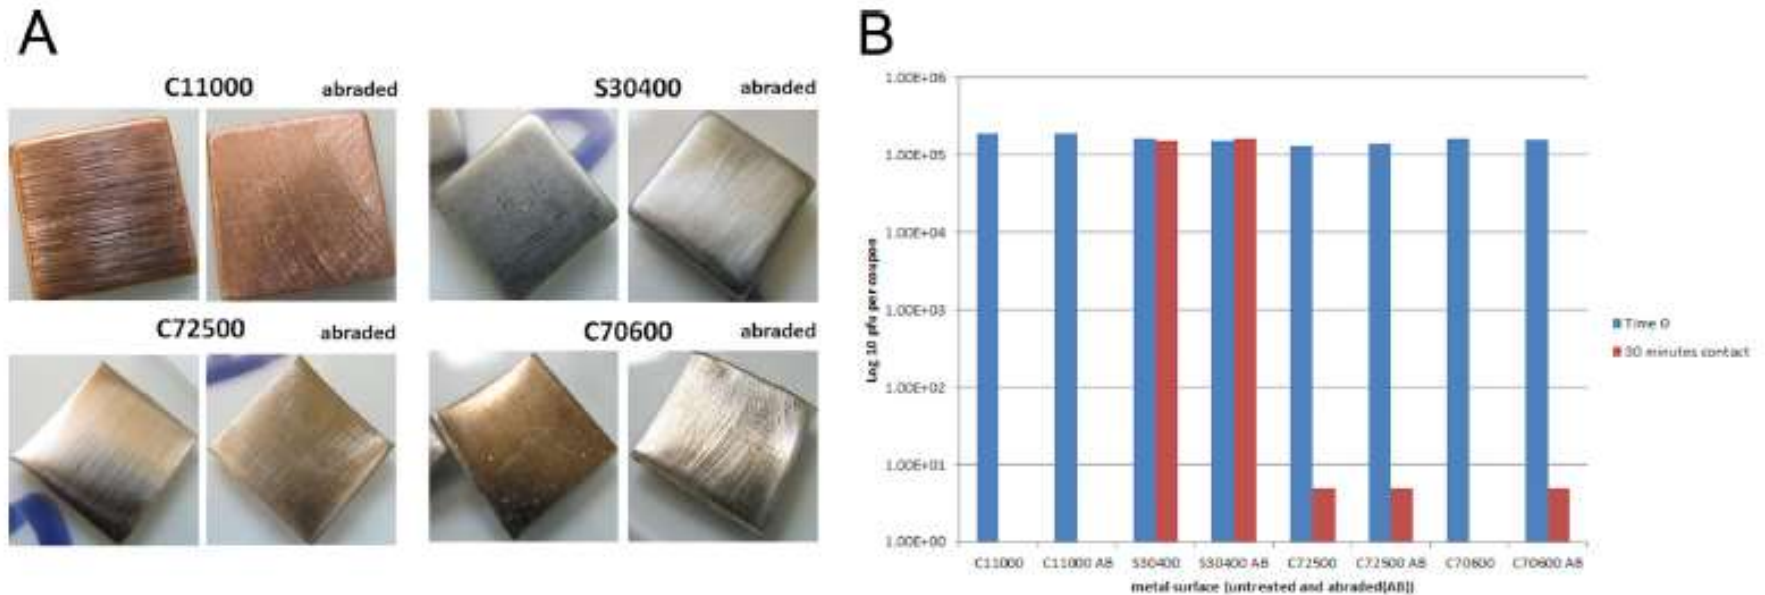 A
C11000 abraded
S30400 abraded
C72500 abraded
C70600 abraded
B
1.00E+06
1.00E+05
1.00E+04
1.00E+03
1.00E+02
1.00E+01
1.00E+00
Log 10 pfu per coupon
C11000 C11000 AB S30400 S30400 AB C72500 C72500 AB C70600 C70600 AB
metal surface (untreated and abraded(AB))
Time 0
30 minutes contact